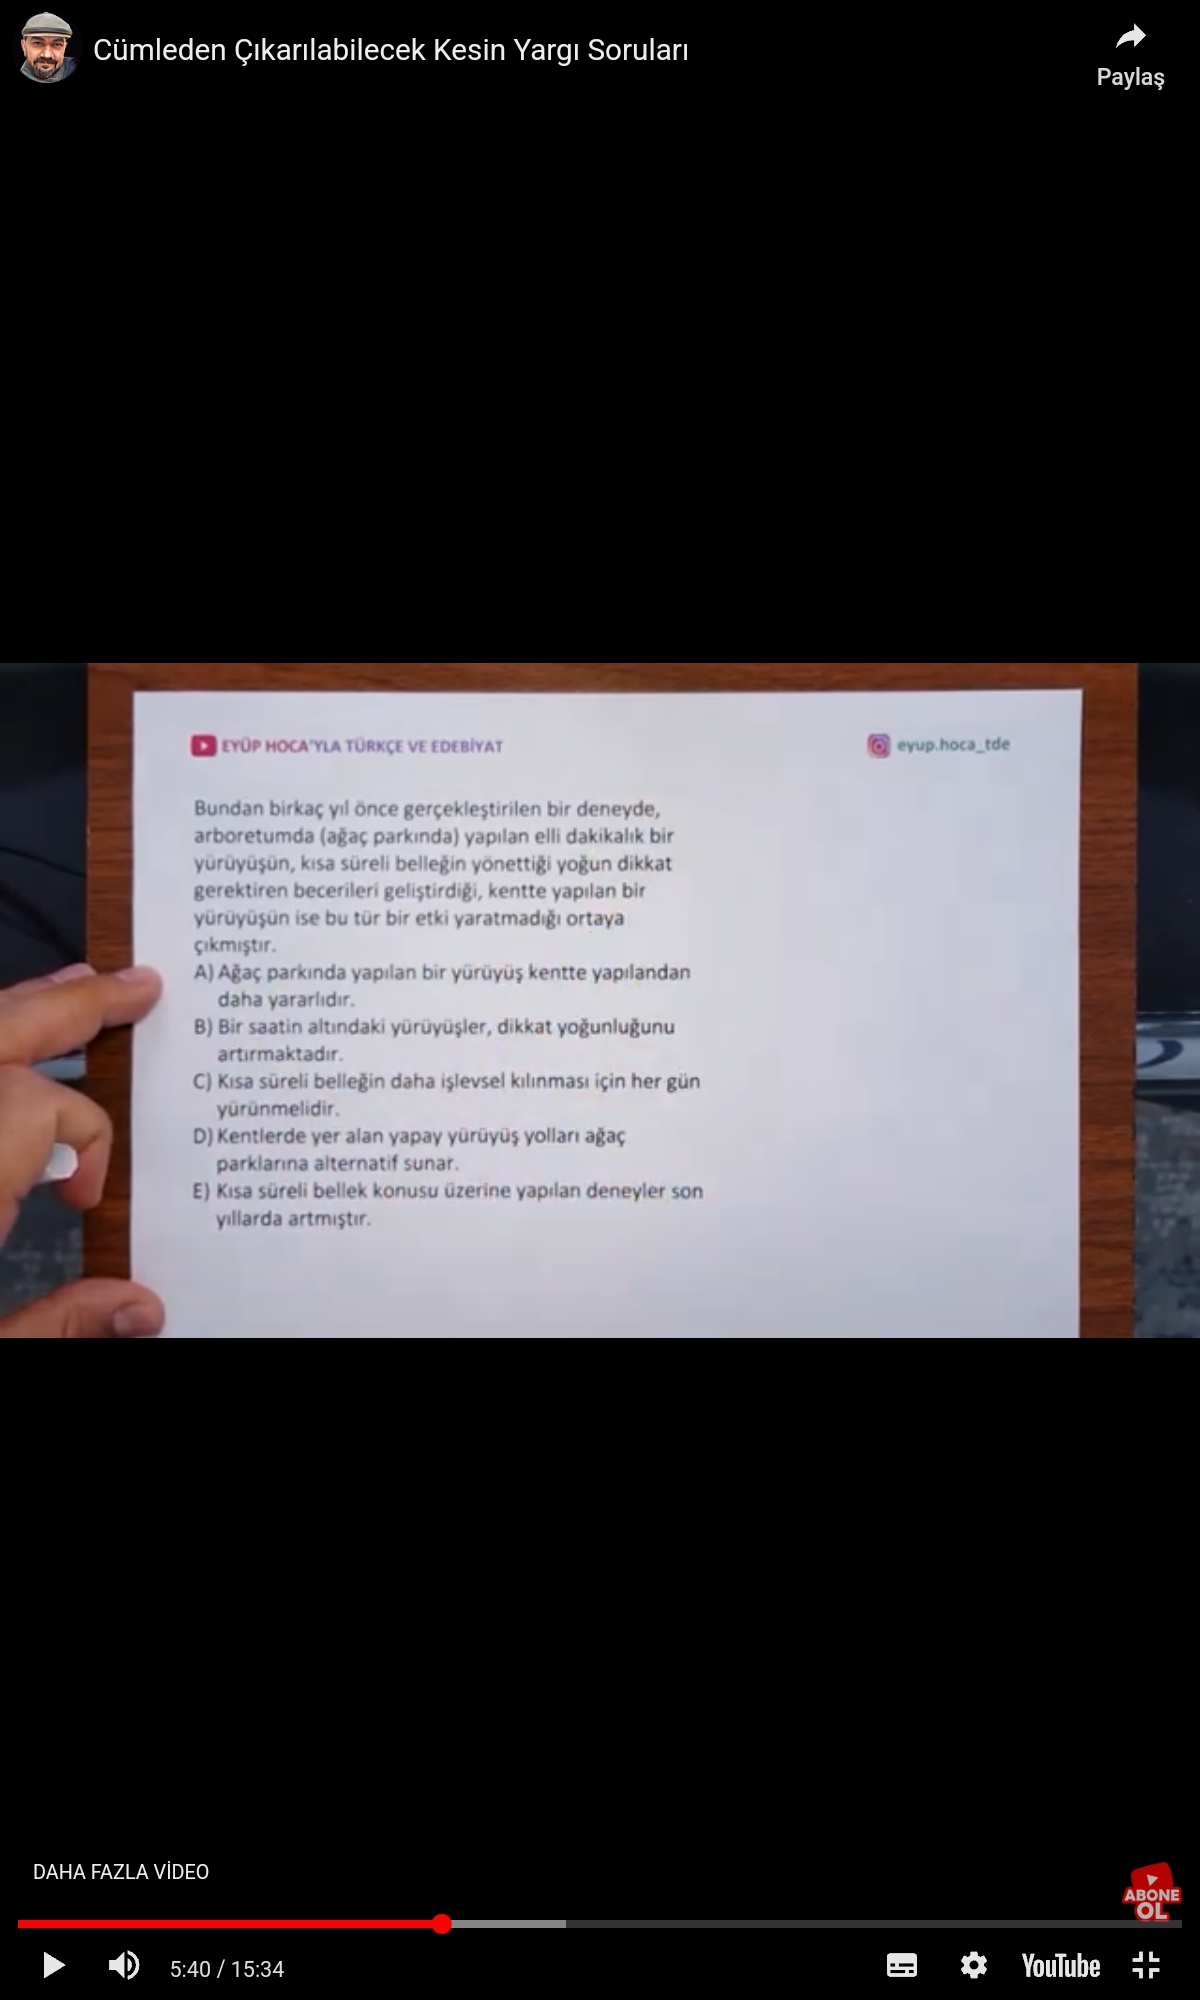 Cümleden Çıkarılabilecek Kesin Yargı Soruları
Paylaş
EYÜP HOCA'YLA TÜRKÇE VE EDEBİYAT
eyup.hoca_tde
Bundan birkaç yıl önce gerçekleştirilen bir deneyde,
arboretumda (ağaç parkında) yapılan elli dakikalık bir
yürüyüşün, kısa süreli belleğin yönettiği yoğun dikkat
gerektiren becerileri geliştirdiği, kentte yapılan bir
yürüyüşün ise bu tür bir etki yaratmadığı ortaya
çıkmıştır.
A) Ağaç parkında yapılan bir yürüyüş kentte yapılandan
daha yararlıdır.
B) Bir saatin altındaki yürüyüşler, dikkat yoğunluğunu
artırmaktadır.
C) Kısa süreli belleğin daha işlevsel kılınması için her gün
yürünmelidir.
D) Kentlerde yer alan yapay yürüyüş yolları ağaç
parklarına alternatif sunar.
E) Kısa süreli bellek konusu üzerine yapılan deneyler son
yıllarda artmıştır.
DAHA FAZLA VİDEO
ABONE
OL
5:40 / 15:34
YouTube